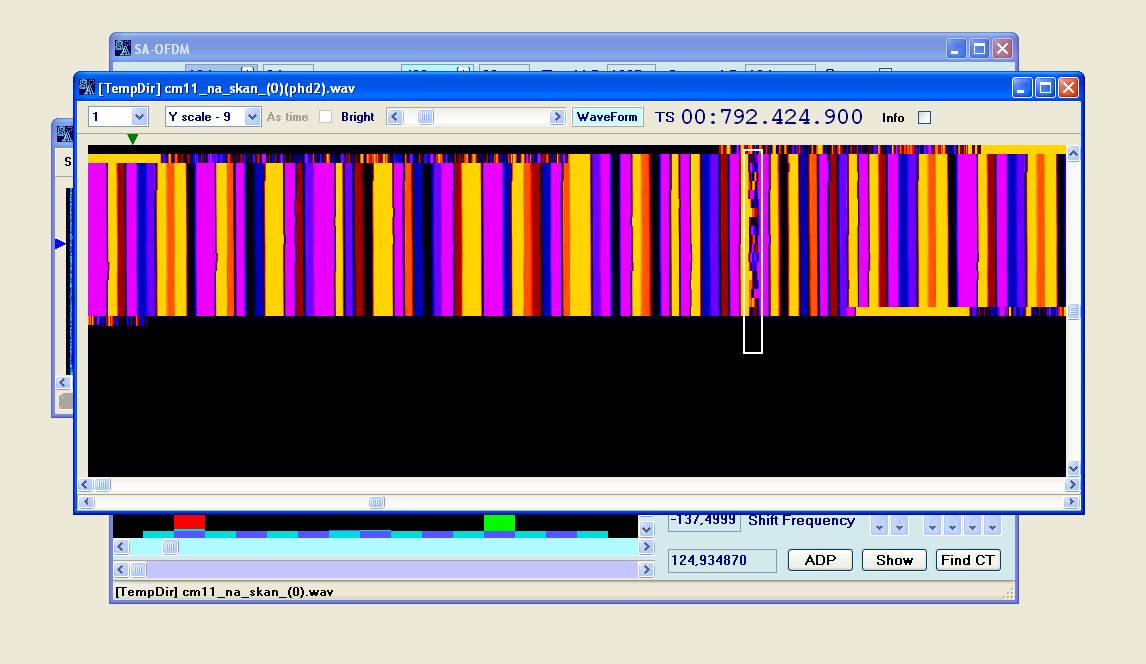 SA-OFDM
[TempDir] cm11_na_skan_(0)(phd2).wav
1 Y scale - 9 As time Bright WaveForm TS 00:792.424.900 Info
S
-137,4999 Shift Frequency
124,934870 ADP Show Find CT
[TempDir] cm11_na_skan_(0).wav